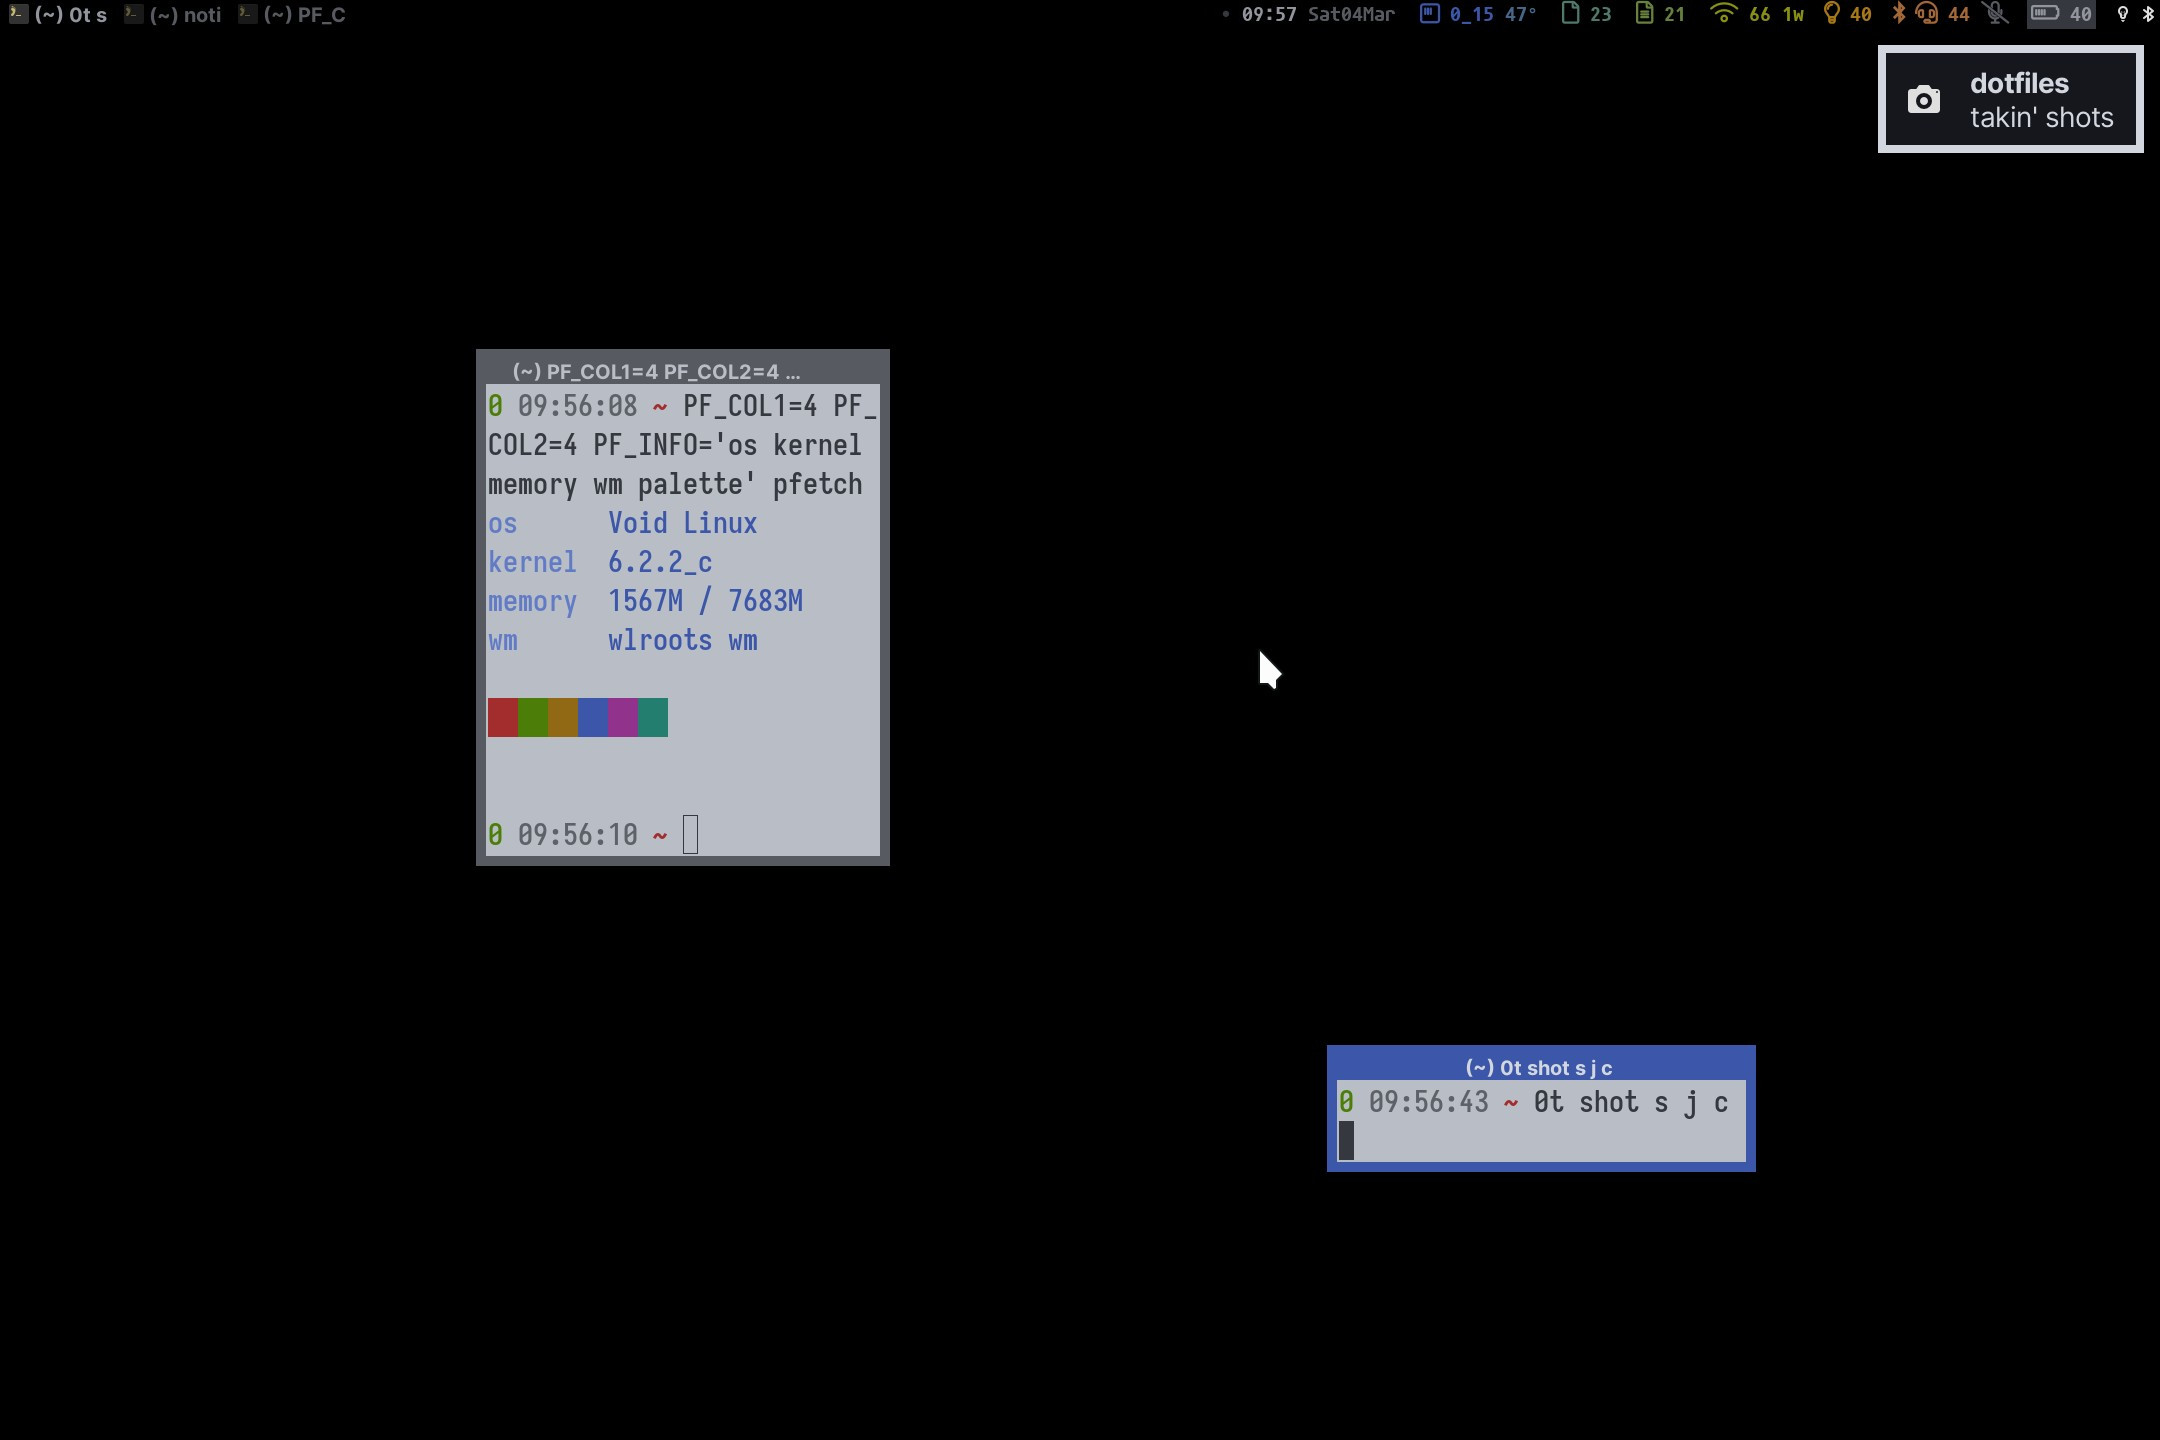 (~) 0t s (~) noti (~) PF_C
09:57 Sat04Mar 0_15 47° 23 21 66 1w 40 44 40
dotfiles
takin' shots
(~) PF_COL1=4 PF_COL2=4 ...
0 09:56:08 ~ PF_COL1=4 PF_
COL2=4 PF_INFO='os kernel
memory wm palette' pfetch
os Void Linux
kernel 6.2.2_c
memory 1567M / 7683M
wm wlroots wm
0 09:56:10 ~
(~) 0t shot s j c
0 09:56:43 ~ 0t shot s j c